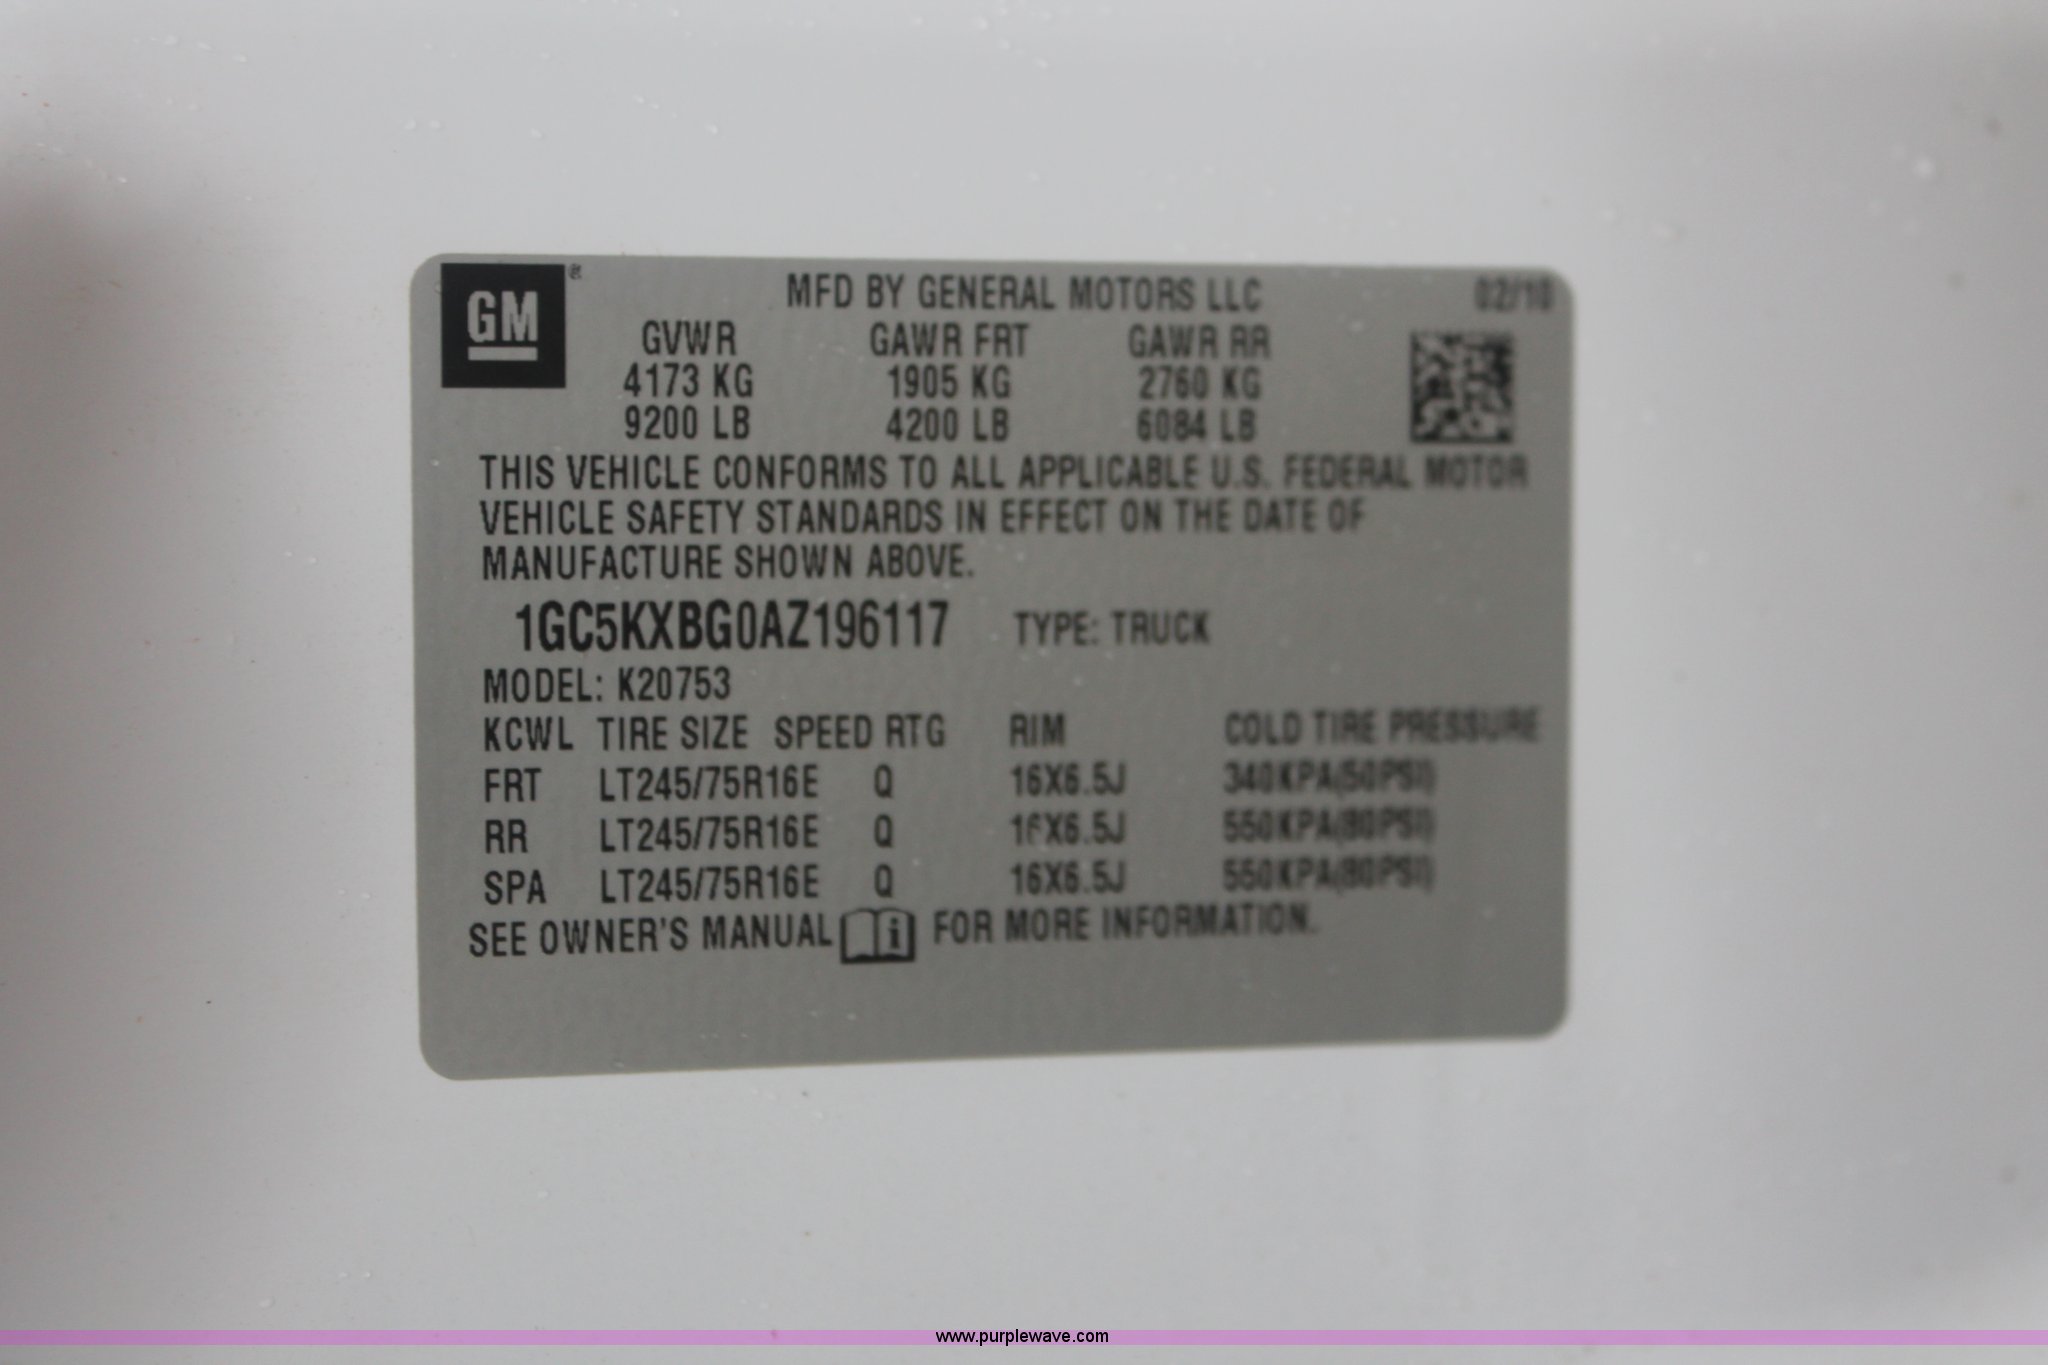 GM® MFD BY GENERAL MOTORS LLC 02/10
GVWR GAWR FRT GAWR RR
4173 KG 1905 KG 2760 KG
9200 LB 4200 LB 6084 LB
THIS VEHICLE CONFORMS TO ALL APPLICABLE U.S. FEDERAL MOTOR
VEHICLE SAFETY STANDARDS IN EFFECT ON THE DATE OF
MANUFACTURE SHOWN ABOVE.
1GC5KXBG0AZ196117 TYPE: TRUCK
MODEL: K20753
KCWL TIRE SIZE SPEED RTG RIM COLD TIRE PRESSURE
FRT LT245/75R16E Q 16X6.5J 340KPA(50PSI)
RR LT245/75R16E Q 16X6.5J 550KPA(80PSI)
SPA LT245/75R16E Q 16X6.5J 550KPA(80PSI)
SEE OWNER'S MANUAL i FOR MORE INFORMATION.
www.purplewave.com